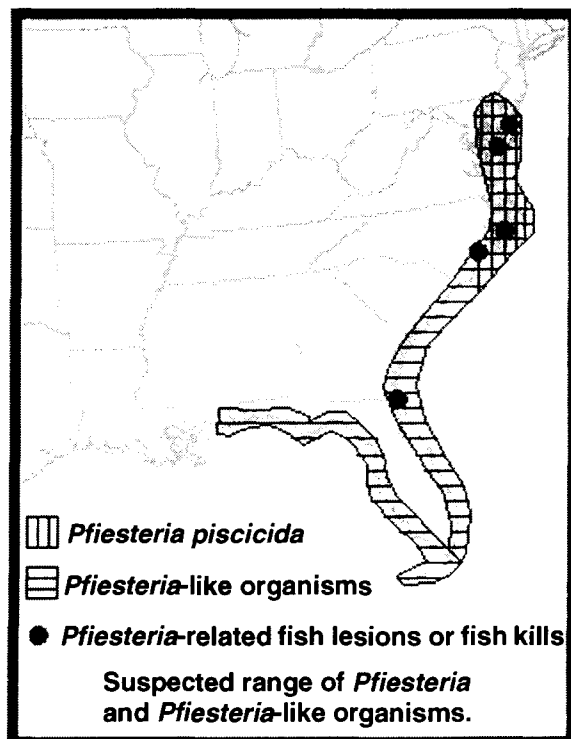 Pfiesteria piscicida
Pfiesteria-like organisms
Pfiesteria-related fish lesions or fish kills
Suspected range of Pfiesteria
and Pfiesteria-like organisms.